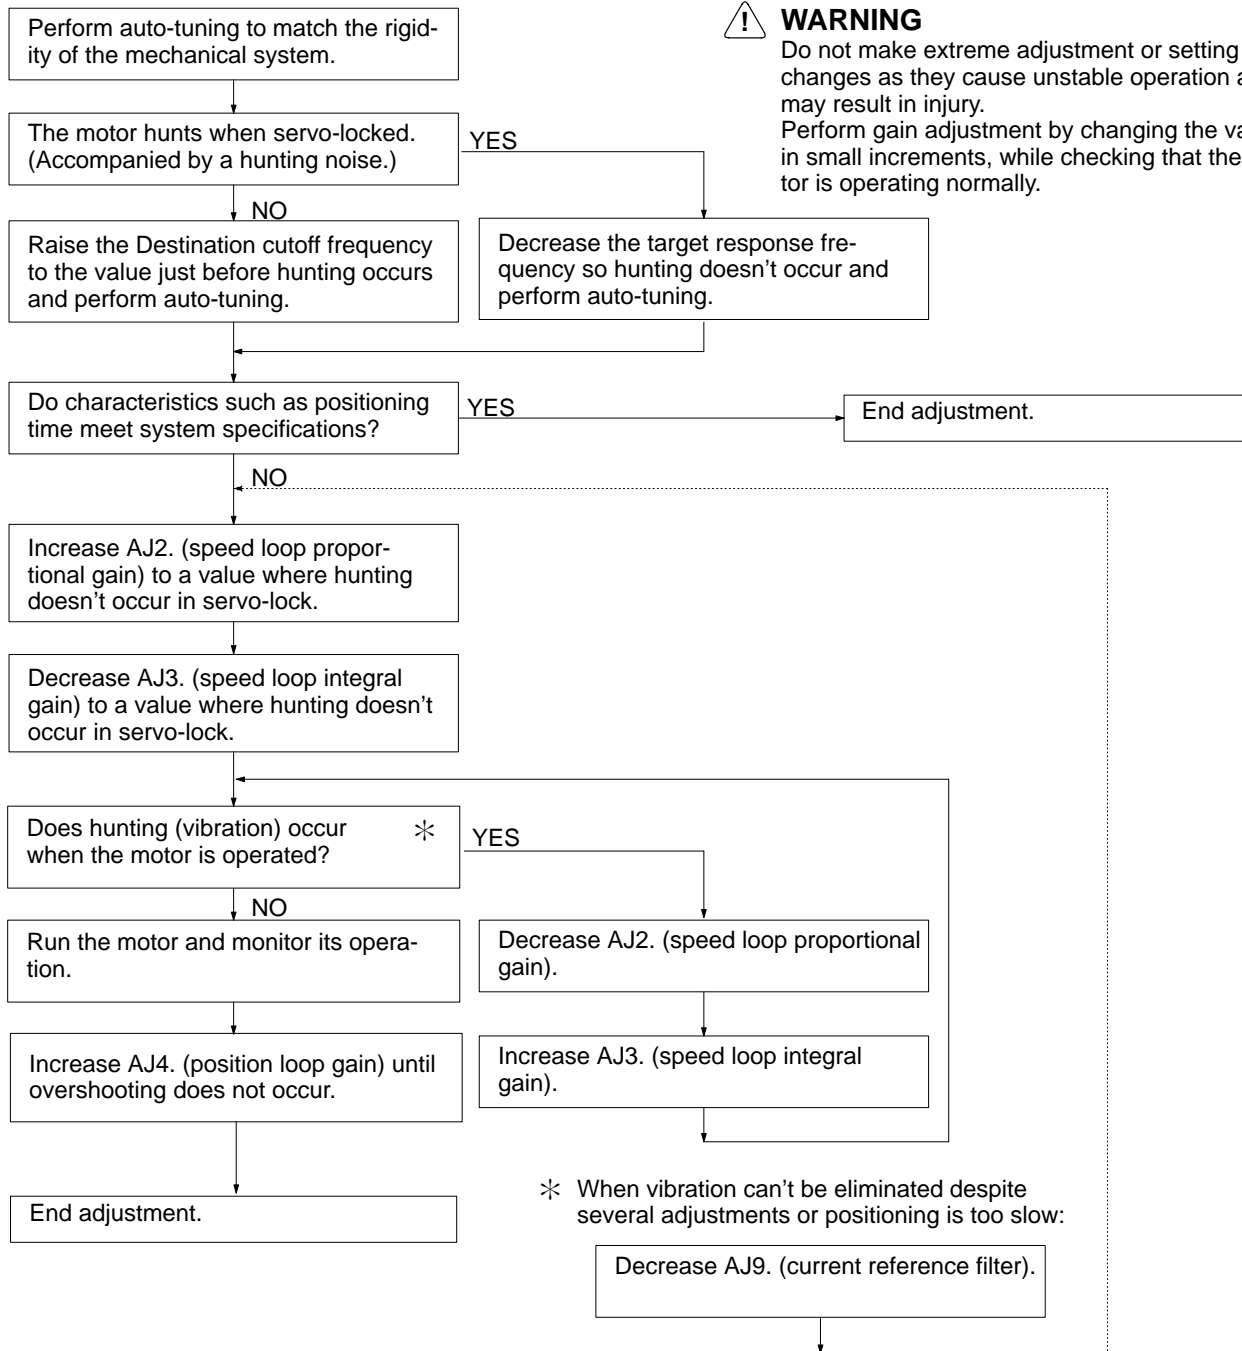 Perform auto-tuning to match the rigid-
ity of the mechanical system.
! WARNING
Do not make extreme adjustment or setting
changes as they cause unstable operation
may result in injury.
Perform gain adjustment by changing the
in small increments, while checking that the
tor is operating normally.
The motor hunts when servo-locked.
(Accompanied by a hunting noise.)
YES
NO
Raise the Destination cutoff frequency
to the value just before hunting occurs
and perform auto-tuning.
Decrease the target response fre-
quency so hunting doesn't occur and
perform auto-tuning.
Do characteristics such as positioning
time meet system specifications?
YES
End adjustment.
NO
Increase AJ2. (speed loop propor-
tional gain) to a value where hunting
doesn't occur in servo-lock.
Decrease AJ3. (speed loop integral
gain) to a value where hunting doesn't
occur in servo-lock.
Does hunting (vibration) occur ✻
when the motor is operated?
YES
NO
Run the motor and monitor its opera-
tion.
Decrease AJ2. (speed loop proportional
gain).
Increase AJ4. (position loop gain) until
overshooting does not occur.
Increase AJ3. (speed loop integral
gain).
End adjustment.
✻ When vibration can't be eliminated despite
several adjustments or positioning is too slow:
Decrease AJ9. (current reference filter).